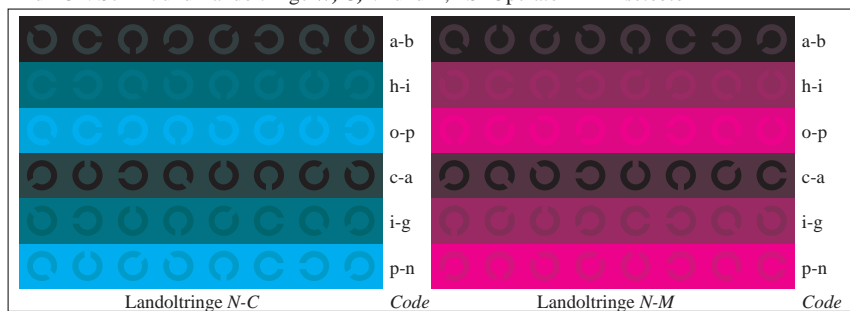 a-b a-b
h-i h-i
o-p o-p
c-a c-a
i-g i-g
p-n p-n
Landoltringe N-C Code Landoltringe N-M Code